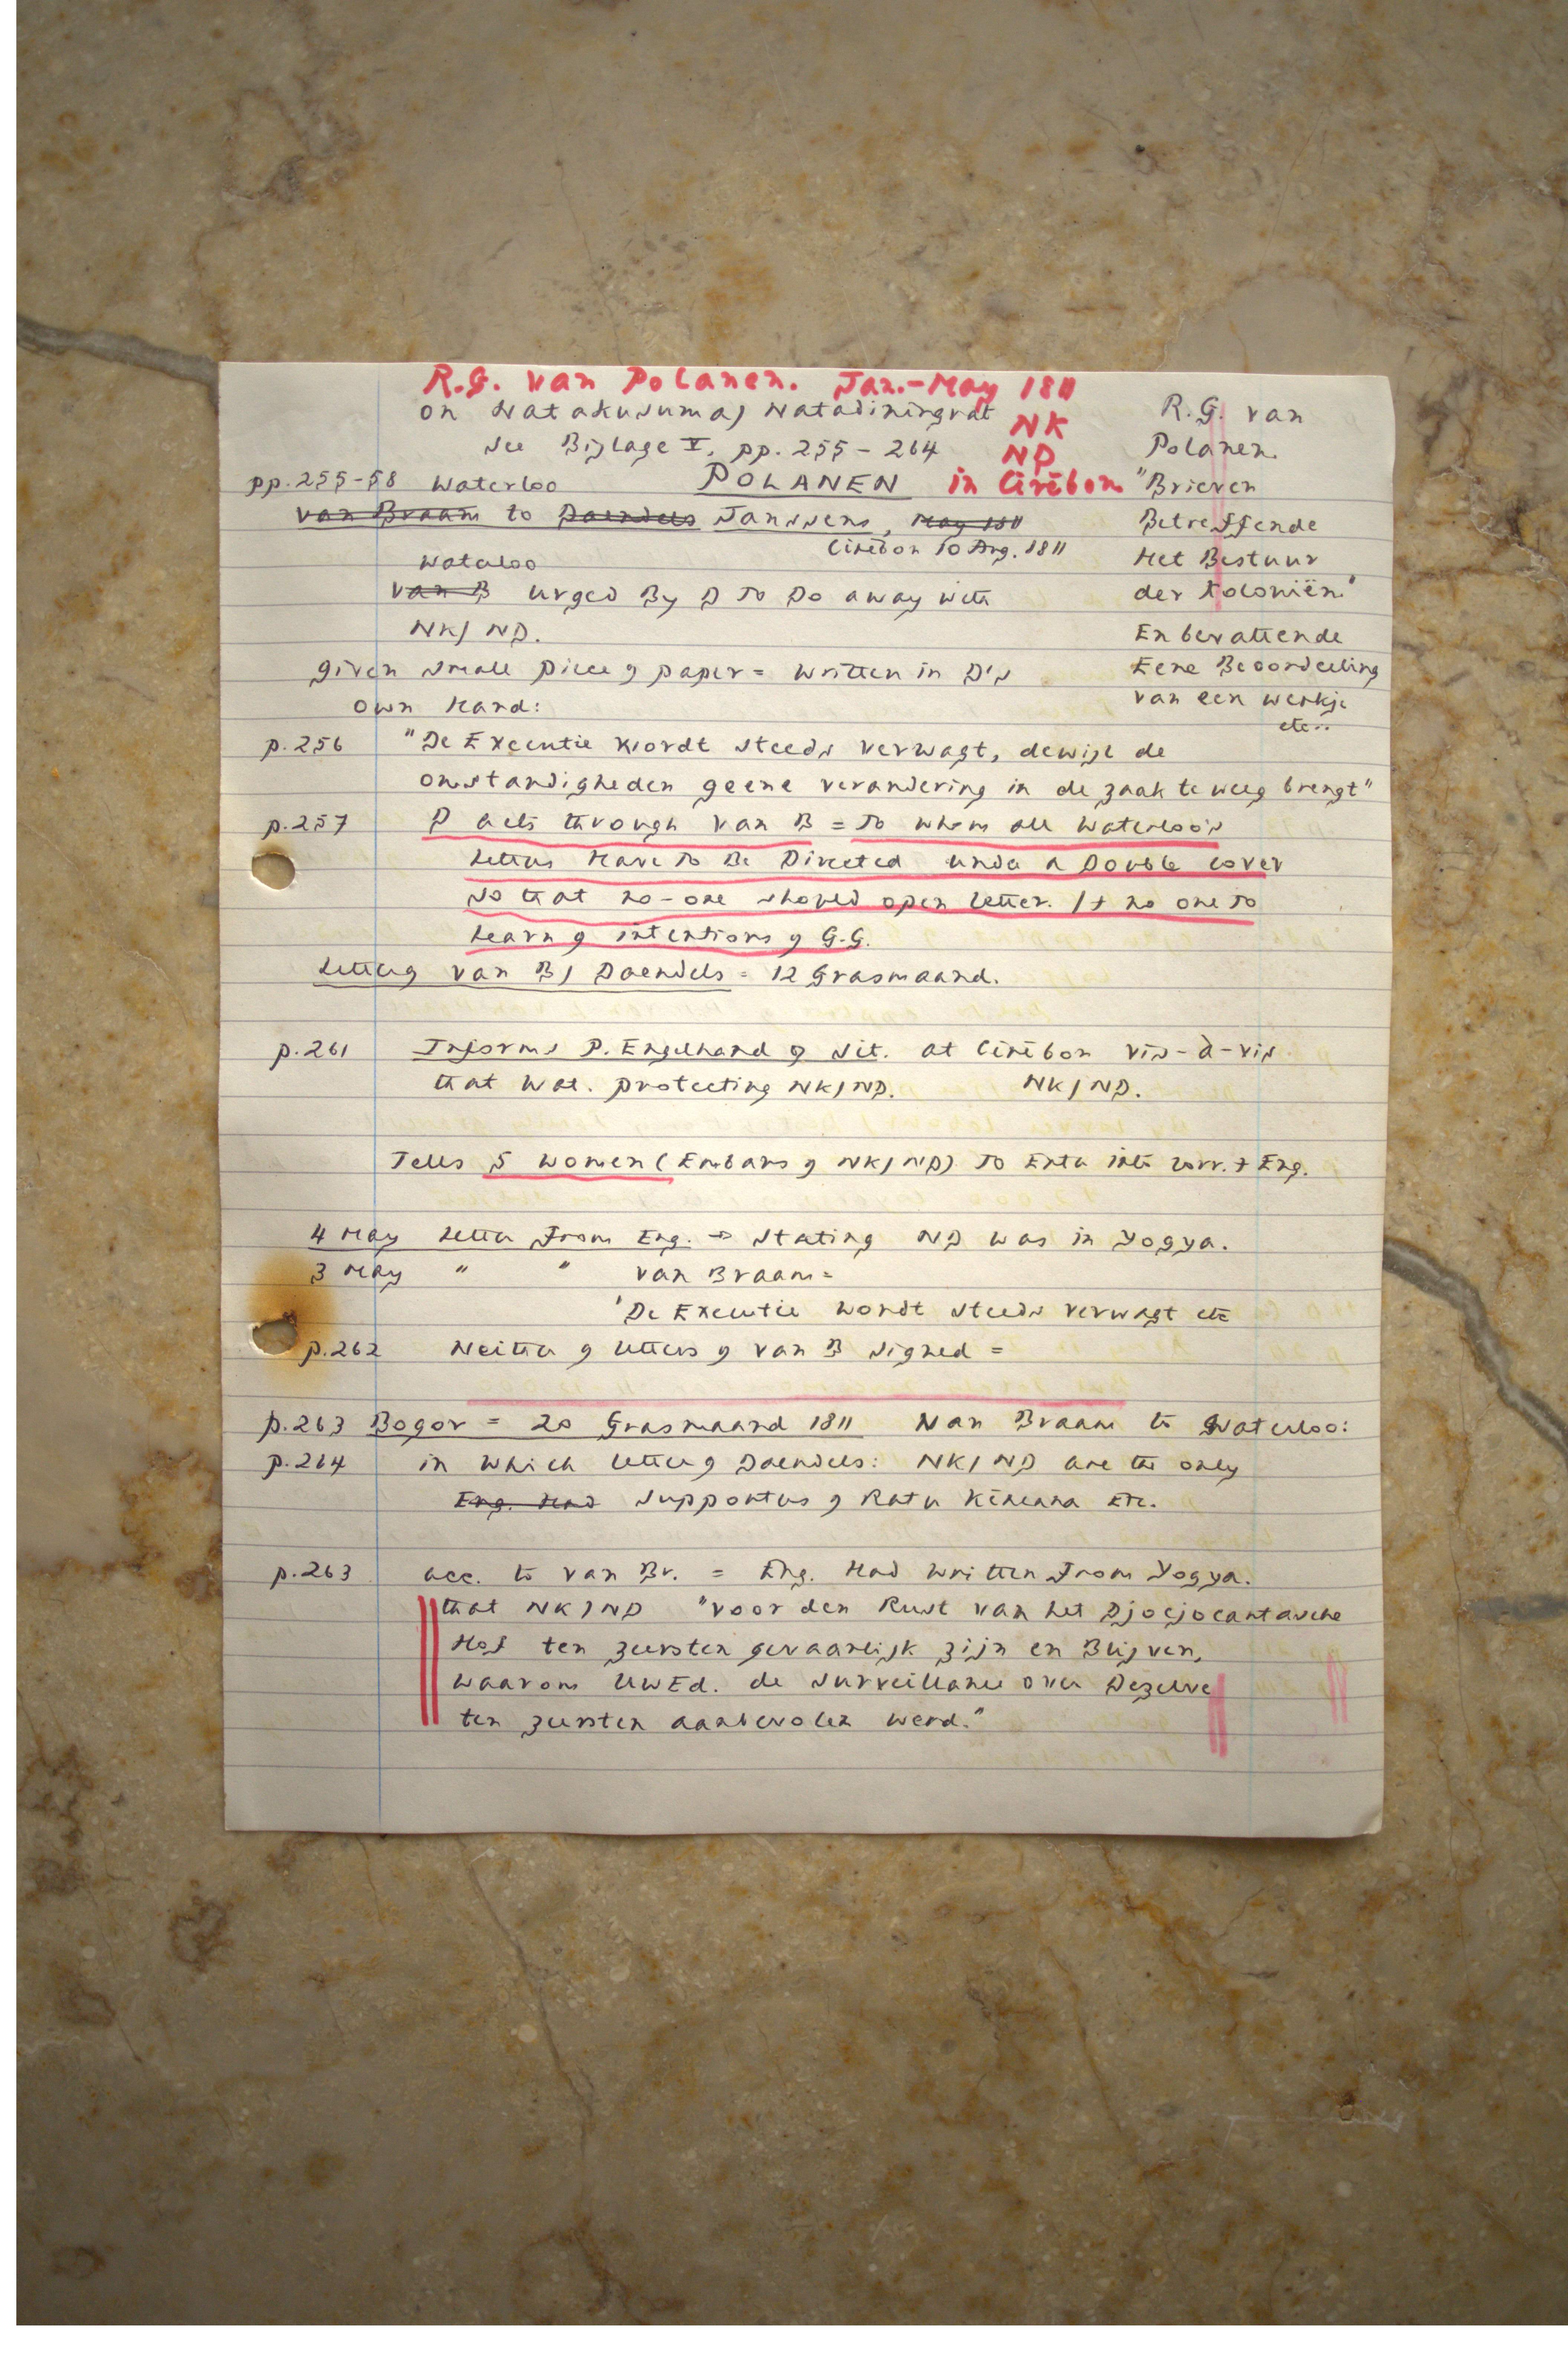 R.G. van Polanen. Jan.-May 1811
on Natakusuma/Natadiningrat NK
See Bijlage V, pp. 255-264 ND
pp. 255-58 Waterloo POLANEN in Cirĕbon
van Braam to Daendels Janssens, May 1811
Cirĕbon 10 Aug. 1811
Waterloo
van B urged By D To Do away with
NK/ND.
given small piece of paper = written in D's
own Hand:
R.G. van
Polanen
"Brieven
Betreffende
Het Bestuur
der Koloniën"
En bevattende
Eene Beoordeeling
van een werkje
etc..
p.256 "De Executie wordt steeds verwagt, dewijl de
omstandigheden geene verandering in de zaak te weeg brengt"
p.257 D acts through van B = To whom all Waterloo's
Letters Have To Be Directed under a Double cover
so that no-one should open Letter. / + no one to
Learn of intentions of G.G.
Letter of van B/Daendels = 12 Grasmaand.
p.261 Informs P. Engelhard of sit. at Cirĕbon vis-à-vis
that Wat. protecting NK/ND. NK/ND.
Tells 5 women (Embans of NK/ND) To Enter into corr. + Eng.
4 May Letter from Eng. → stating ND was in Yogya.
3 May " " van Braam =
'De Executie wordt steeds verwagt etc
p.262 Neither of letters of van B signed =
p.263 Bogor = 20 Grasmaand 1811 Van Braam to Waterloo:
p.264 in which letter of Daendels: NK/ND are the only
Eng. Had supporters of Ratu Kĕncana Etc.
p.263 acc. to van Br. = Eng. Had written from Yogya.
that NK/ND "voor den Rust van het Djocjocartasche
Hof ten zeersten gevaarlijk zijn en Blijven,
waarom UwEd. de surveillance over Dezelve
ten zeersten aanbevolen werd."